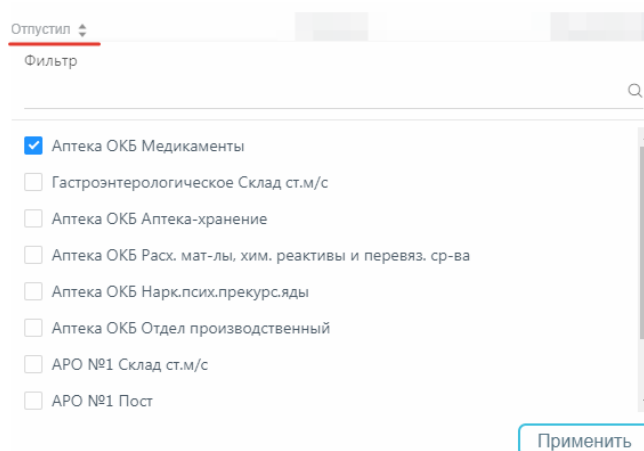 Отпустил
Фильтр
Аптека ОКБ Медикаменты
Гастроэнтерологическое Склад ст.м/с
Аптека ОКБ Аптека-хранение
Аптека ОКБ Расх. мат-лы, хим. реактивы и перевяз. ср-ва
Аптека ОКБ Нарк.псих.прекурс.яды
Аптека ОКБ Отдел производственный
АРО №1 Склад ст.м/с
АРО №1 Пост
Применить